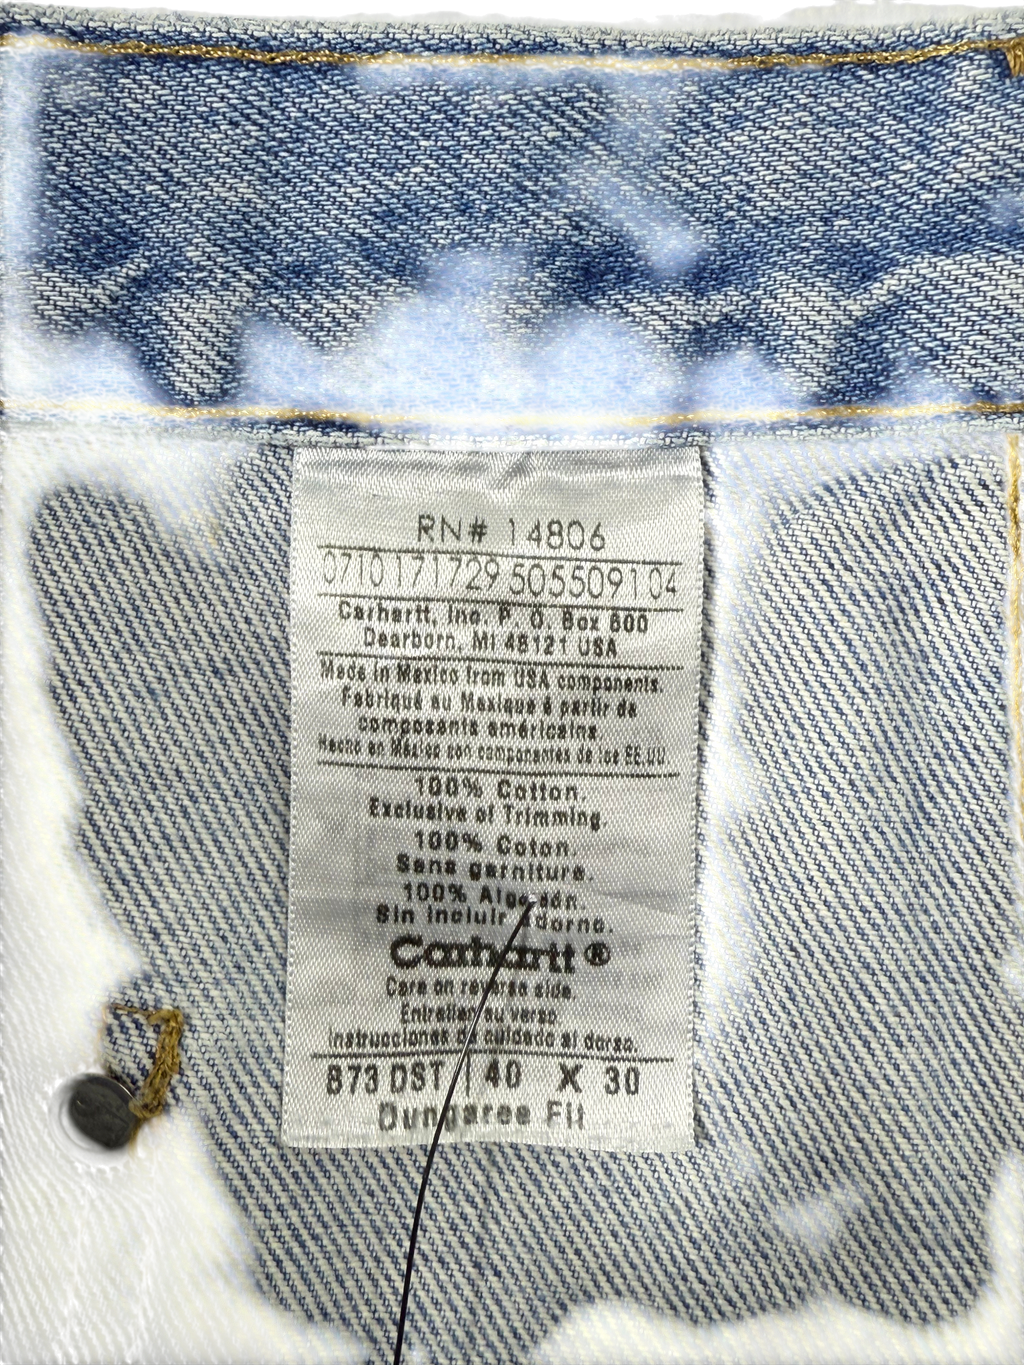 RN# 14806
0710171729 50550910​4
Carhartt, Inc. P. O. Box 600
Dearborn, MI 48121 USA
Made in Mexico from USA components.
Fabriqué au Mexique à partir de
composants américains.
Hecho en México con componentes de los EE.UU.
100% Cotton.
Exclusive of Trimming.
100% Coton.
Sans garniture.
100% Algodón.
Sin incluir adorno.
Carhartt®
Care on reverse side.
Entretien au verso
Instrucciones de cuidado al dorso.
873 DST | 40 X 30
Dungaree Fit